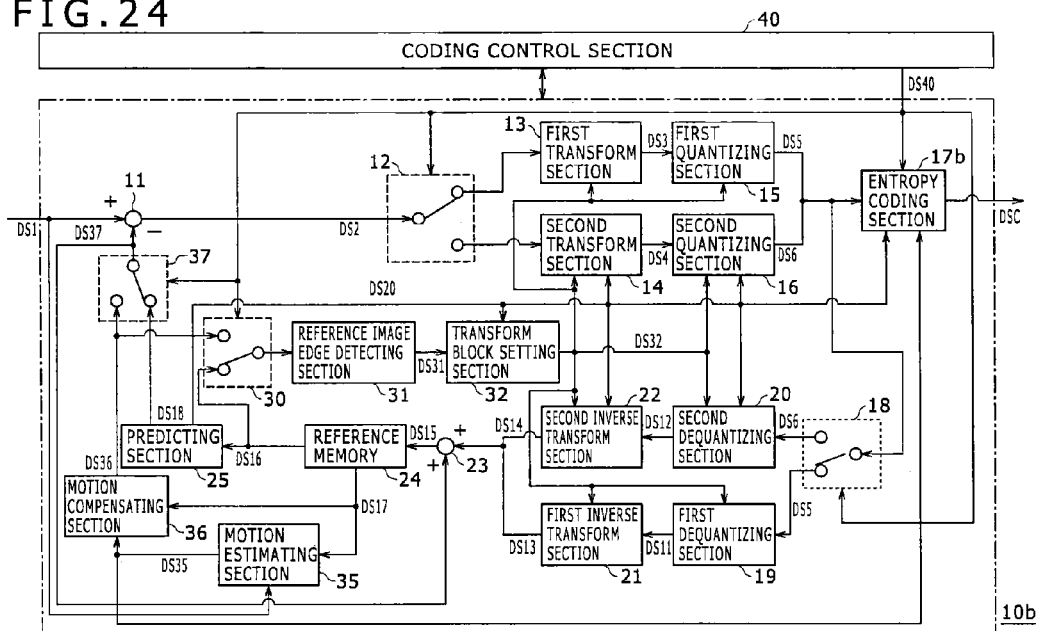 FIG.24
40
CODING CONTROL SECTION
DS40
13
FIRST
TRANSFORM
SECTION
DS3
FIRST
QUANTIZING
SECTION
DS5
15
17b
ENTROPY
CODING
SECTION
DSC
12
+
11
−
DS1
DS37
DS2
SECOND
TRANSFORM
SECTION
DS4
SECOND
QUANTIZING
SECTION
DS6
14
16
37
DS20
REFERENCE IMAGE
EDGE DETECTING
SECTION
DS31
TRANSFORM
BLOCK SETTING
SECTION
DS32
30
31
32
22
20
18
DS18
PREDICTING
SECTION
DS16
25
REFERENCE
MEMORY
24
DS15
+
+
23
DS14
SECOND INVERSE
TRANSFORM
SECTION
DS12
SECOND
DEQUANTIZING
SECTION
DS6
DS36
MOTION
COMPENSATING
SECTION
36
DS17
MOTION
ESTIMATING
SECTION
35
DS35
DS13
FIRST INVERSE
TRANSFORM
SECTION
21
DS11
FIRST
DEQUANTIZING
SECTION
19
DS5
10b